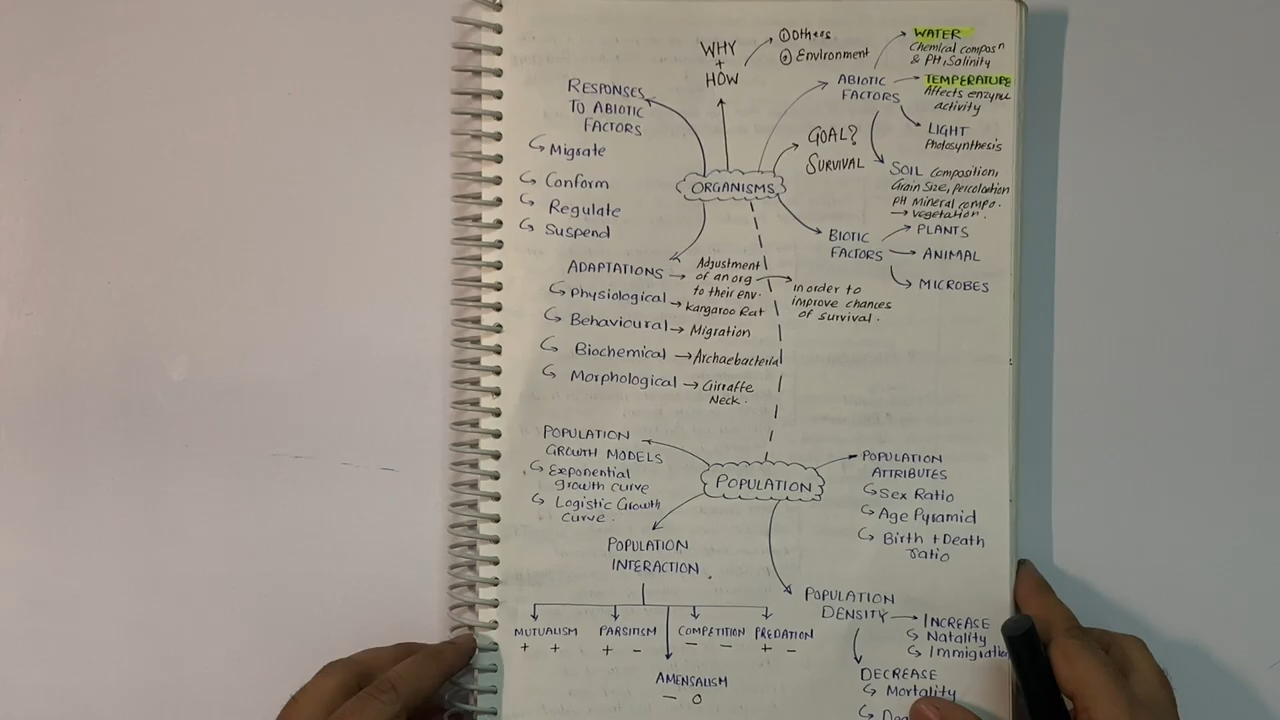 WHY
+
HOW
① Others
② Environment
RESPONSES
TO ABIOTIC
FACTORS
Migrate
Conform
Regulate
Suspend
ORGANISMS
GOAL?
SURVIVAL
ABIOTIC
FACTORS
WATER
Chemical composⁿ
& PH, Salinity
TEMPERATURE
Affects enzyme
activity
LIGHT
Photosynthesis
SOIL composition,
Grain Size, percolation
PH Mineral compo.
→ vegetation.
BIOTIC
FACTORS
PLANTS
ANIMAL
MICROBES
ADAPTATIONS → Adjustment
of an org
to their env.
in order to
improve chances
of survival.
Physiological → Kangaroo Rat
Behavioural → Migration
Biochemical → Archaebacteria
Morphological → Girraffe
Neck.
POPULATION
GROWTH MODELS
Exponential
growth curve
Logistic Growth
curve.
POPULATION
POPULATION
ATTRIBUTES
Sex Ratio
Age Pyramid
Birth + Death
ratio
POPULATION
INTERACTION
MUTUALISM
+ +
PARSITISM
+ −
COMPETITION
− −
PREDATION
+ −
AMENSALISM
− 0
POPULATION
DENSITY → INCREASE
Natality
Immigration
DECREASE
Mortality